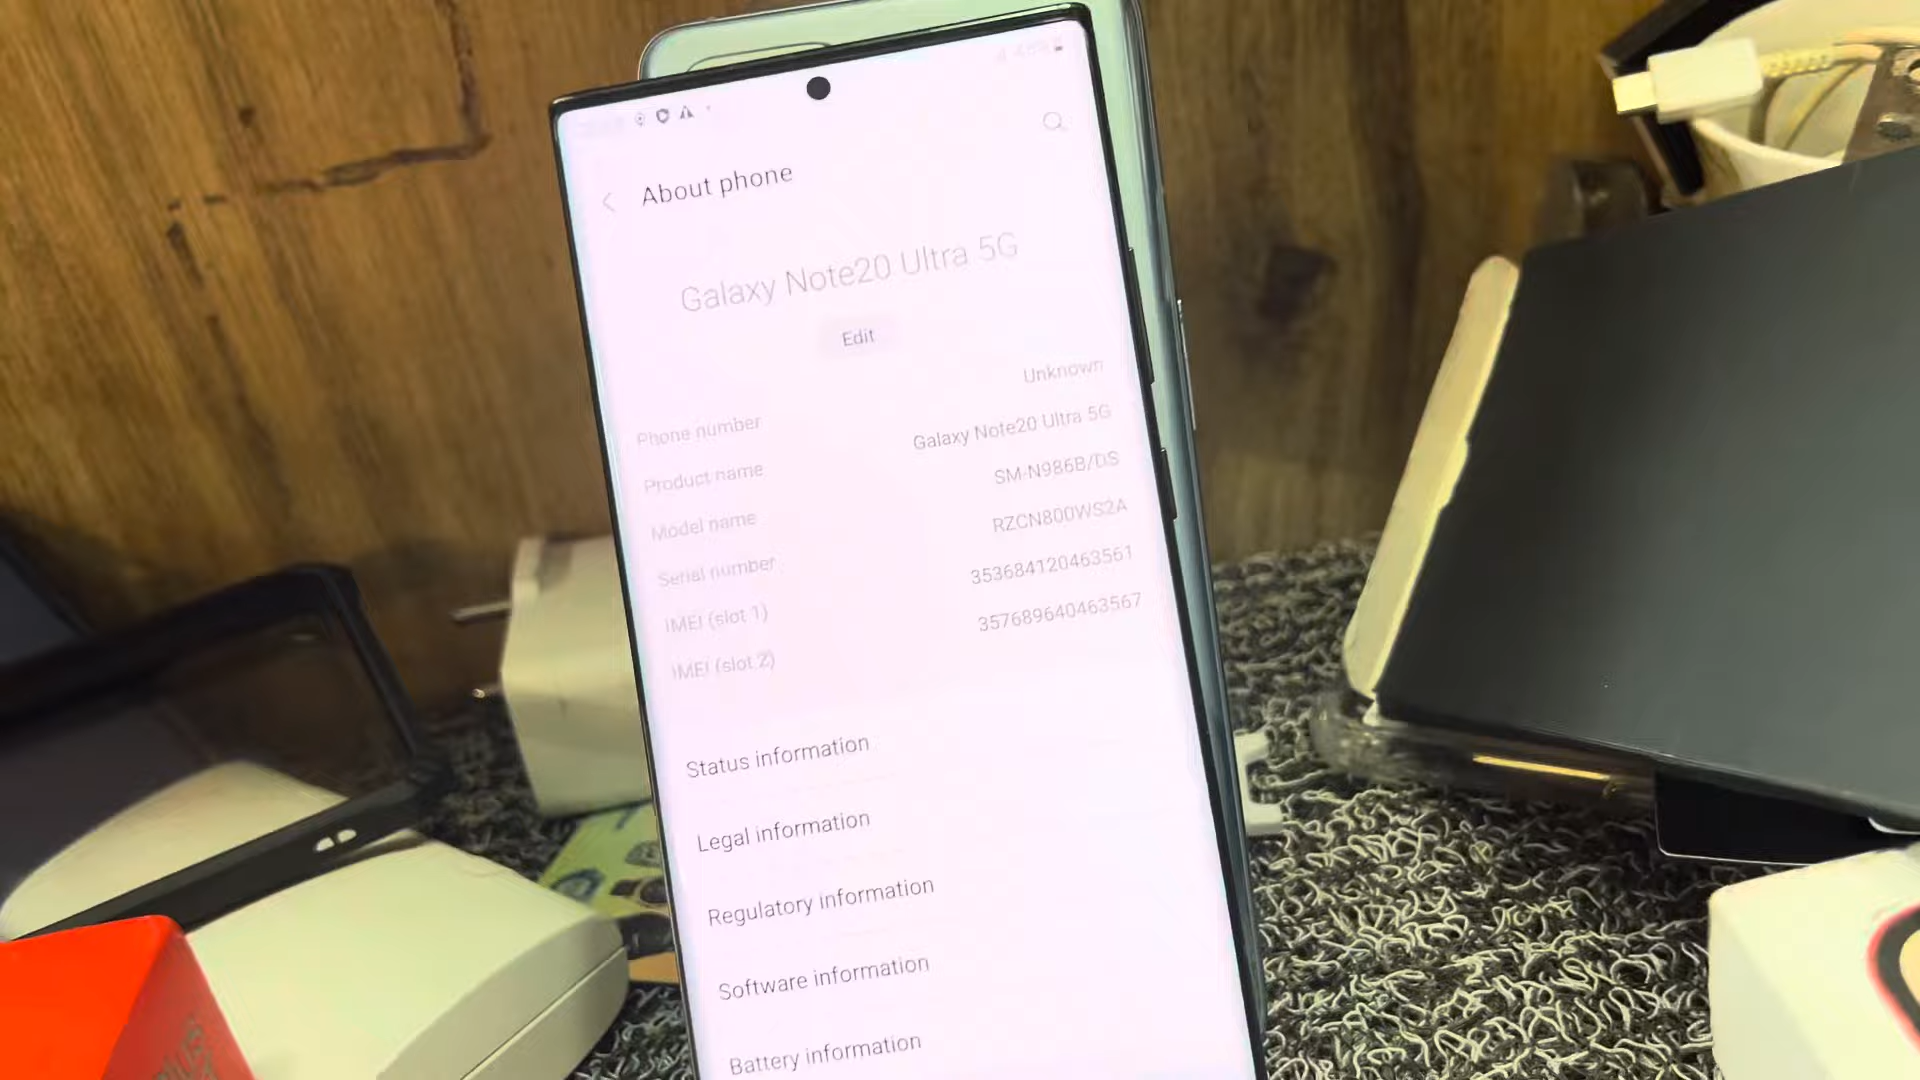 About phone
Galaxy Note20 Ultra 5G
Edit
Phone number Unknown
Product name Galaxy Note20 Ultra 5G
Model name SM-N986B/DS
Serial number RZCN800WS2A
IMEI (slot 1) 353684120463561
IMEI (slot 2) 357689640463567
Status information
Legal information
Regulatory information
Software information
Battery information